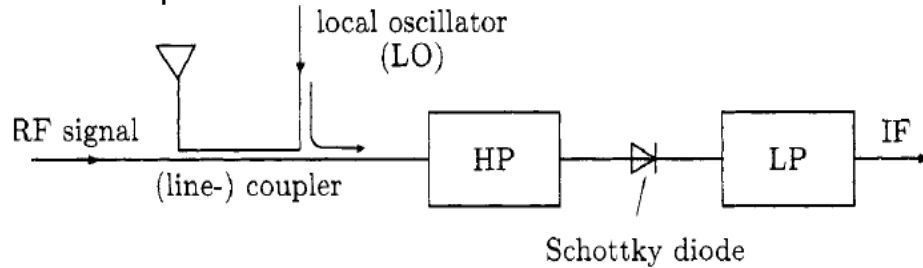 local oscillator
(LO)
RF signal
(line-) coupler
HP
LP
IF
Schottky diode